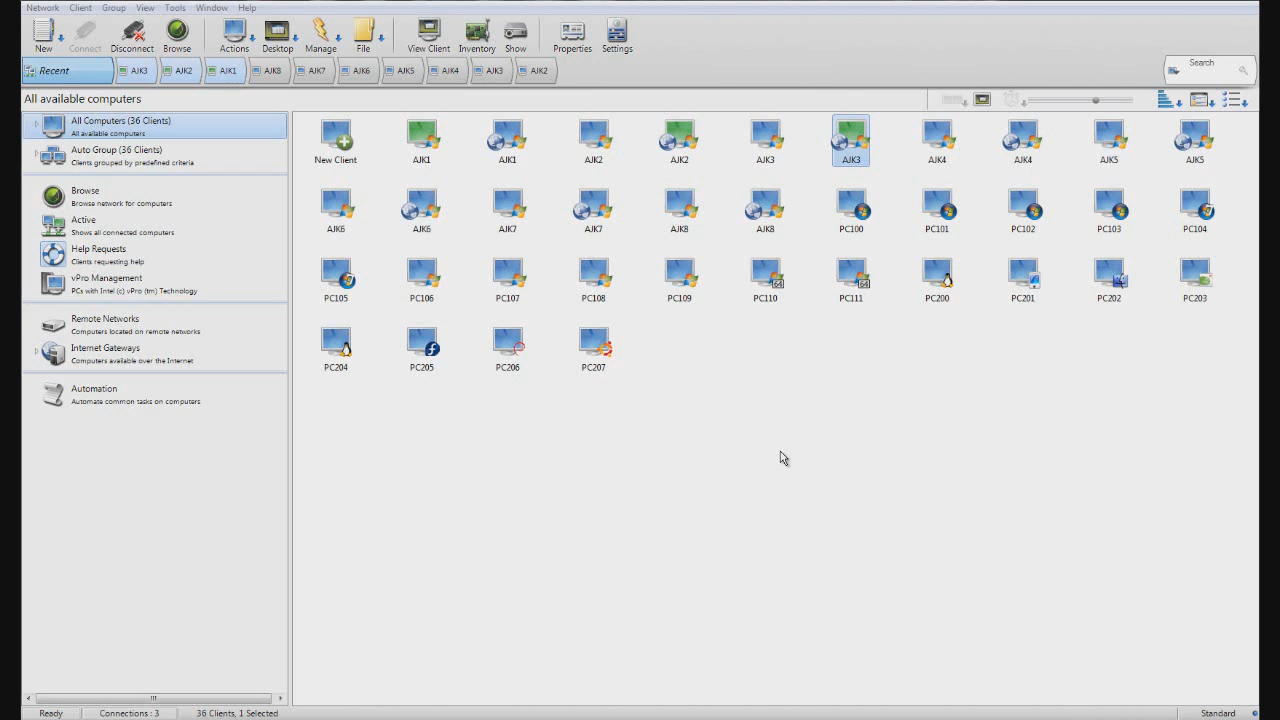 Network Client Group View Tools Window Help
New Connect Disconnect Browse Actions Desktop Manage File View Client Inventory Show Properties Settings
Recent AJK3 AJK2 AJK1 AJK8 AJK7 AJK6 AJK5 AJK4 AJK3 AJK2
Search
All available computers
All Computers (36 Clients)
All available computers
Auto Group (36 Clients)
Clients grouped by predefined criteria
Browse
Browse network for computers
Active
Shows all connected computers
Help Requests
Clients requesting help
vPro Management
PCs with Intel (c) vPro (tm) Technology
Remote Networks
Computers located on remote networks
Internet Gateways
Computers available over the Internet
Automation
Automate common tasks on computers
New Client AJK1 AJK1 AJK2 AJK2 AJK3 AJK3 AJK4 AJK4 AJK5 AJK5
AJK6 AJK6 AJK7 AJK7 AJK8 AJK8 PC100 PC101 PC102 PC103 PC104
PC105 PC106 PC107 PC108 PC109 PC110 PC111 PC200 PC201 PC202 PC203
PC204 PC205 PC206 PC207
Ready Connections : 3 36 Clients, 1 Selected Standard